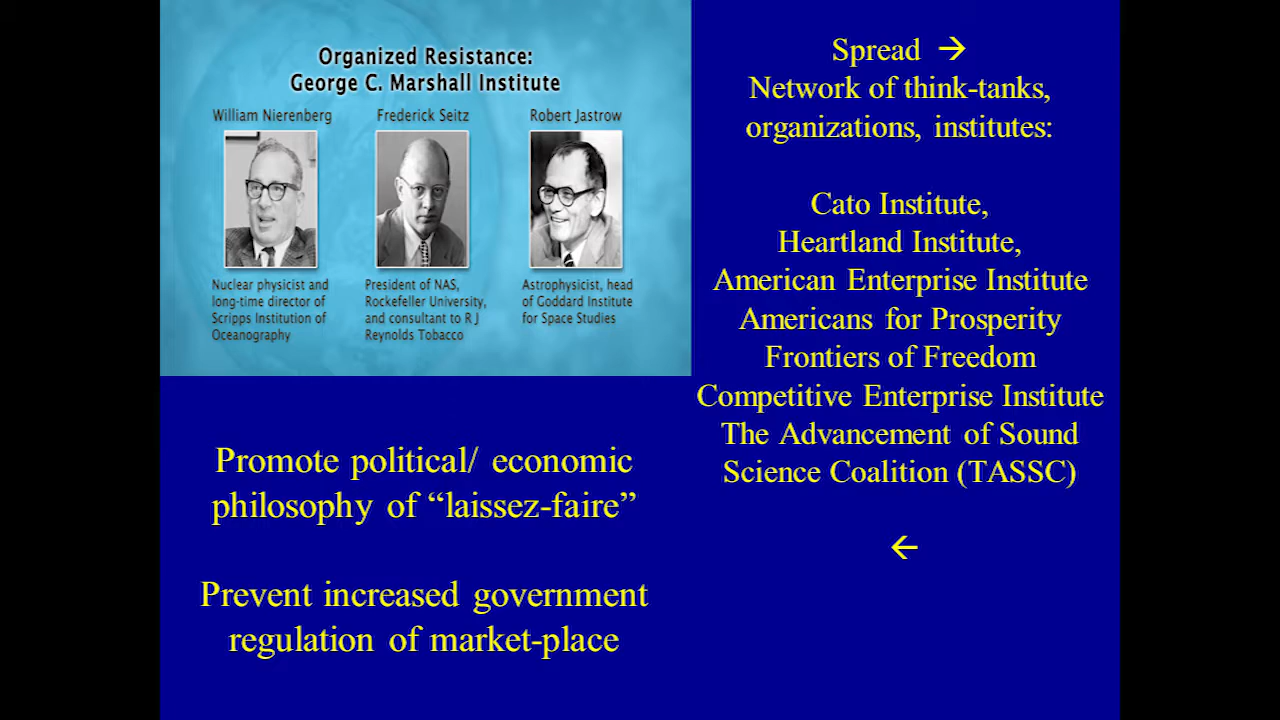 Organized Resistance:
George C. Marshall Institute
William Nierenberg
Frederick Seitz
Robert Jastrow
Nuclear physicist and
long-time director of
Scripps Institution of
Oceanography
President of NAS,
Rockefeller University,
and consultant to R J
Reynolds Tobacco
Astrophysicist, head
of Goddard Institute
for Space Studies
Promote political/ economic
philosophy of “laissez-faire”
Prevent increased government
regulation of market-place
Spread →
Network of think-tanks,
organizations, institutes:
Cato Institute,
Heartland Institute,
American Enterprise Institute
Americans for Prosperity
Frontiers of Freedom
Competitive Enterprise Institute
The Advancement of Sound
Science Coalition (TASSC)
←